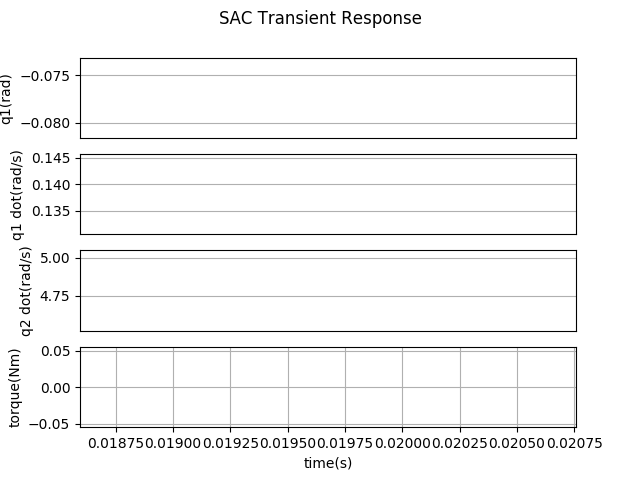 SAC Transient Response
q1(rad)
−0.075
−0.080
q1 dot(rad/s)
0.145
0.140
0.135
q2 dot(rad/s)
5.00
4.75
torque(Nm)
0.05
0.00
−0.05
0.01875 0.01900 0.01925 0.01950 0.01975 0.02000 0.02025 0.02050 0.02075
time(s)